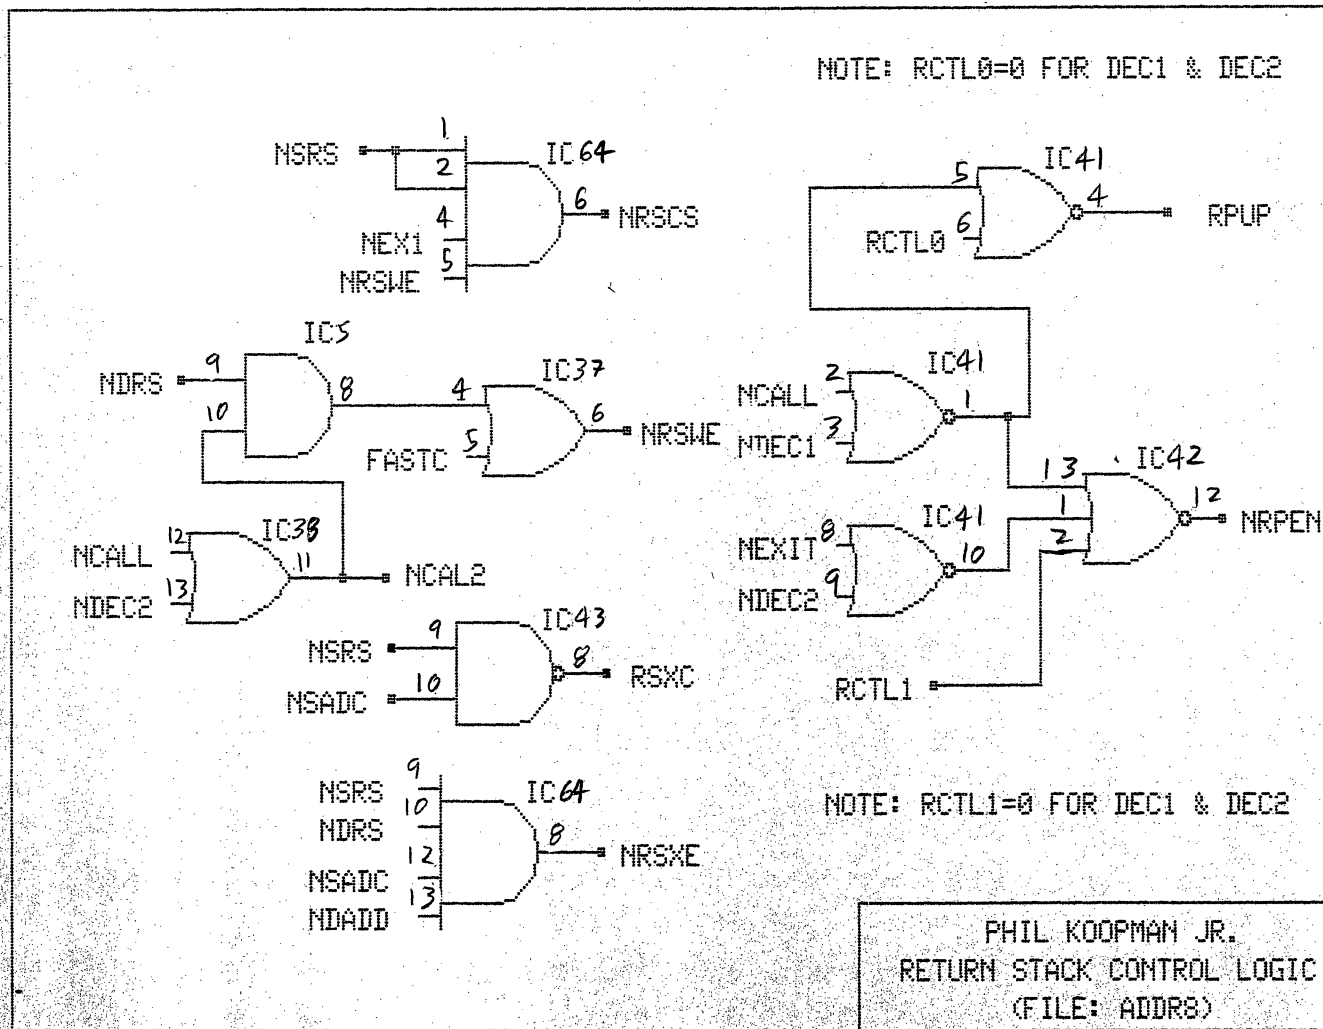 NOTE: RCTL0=0 FOR DEC1 & DEC2
NSRS
1
2
4
5
NEX1
NRSWE
IC64
6
NRSCS
IC41
5
6
RCTL0
4
RPUP
IC5
NDRS
9
10
8
IC37
4
5
FASTC
6
NRSWE
IC41
NCALL
2
NDEC1
3
1
IC42
13
1
2
12
NRPEN
IC38
NCALL
12
NDEC2
13
11
NCAL2
IC41
NEXIT
8
NDEC2
9
10
RCTL1
IC43
NSRS
9
NSADC
10
8
RSXC
IC64
NSRS
9
NDRS
10
NSADC
12
NDADD
13
8
NRSXE
NOTE: RCTL1=0 FOR DEC1 & DEC2
PHIL KOOPMAN JR.
RETURN STACK CONTROL LOGIC
(FILE: ADDR8)